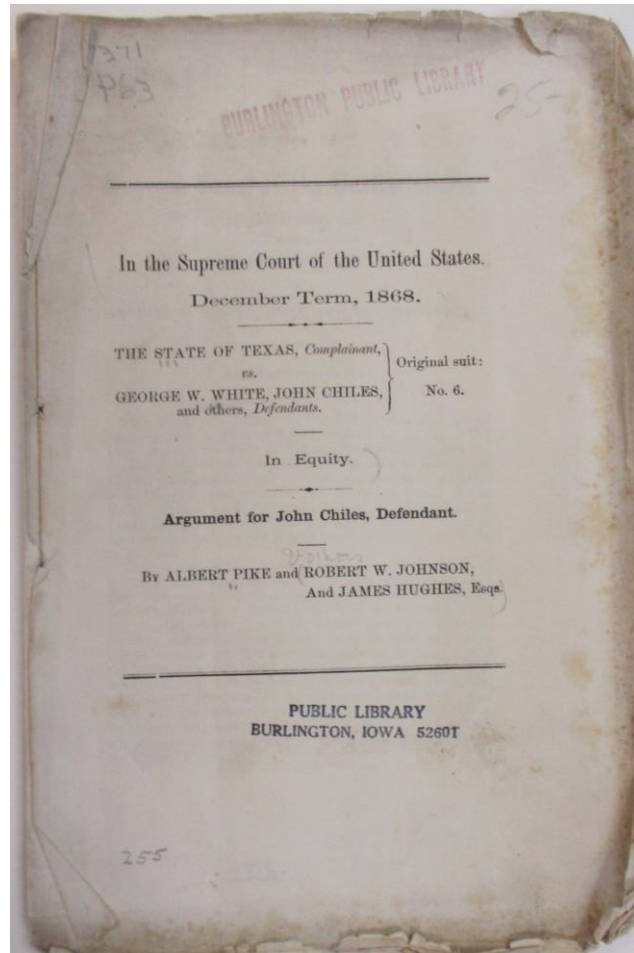 371
P63
BURLINGTON PUBLIC LIBRARY
25-
In the Supreme Court of the United States.
December Term, 1868.
THE STATE OF TEXAS, Complainant,
vs.
GEORGE W. WHITE, JOHN CHILES,
and others, Defendants.
Original suit:
No. 6.
In Equity.
Argument for John Chiles, Defendant.
By ALBERT PIKE and ROBERT W. JOHNSON,
And JAMES HUGHES, Esqs.
PUBLIC LIBRARY
BURLINGTON, IOWA 52601
255